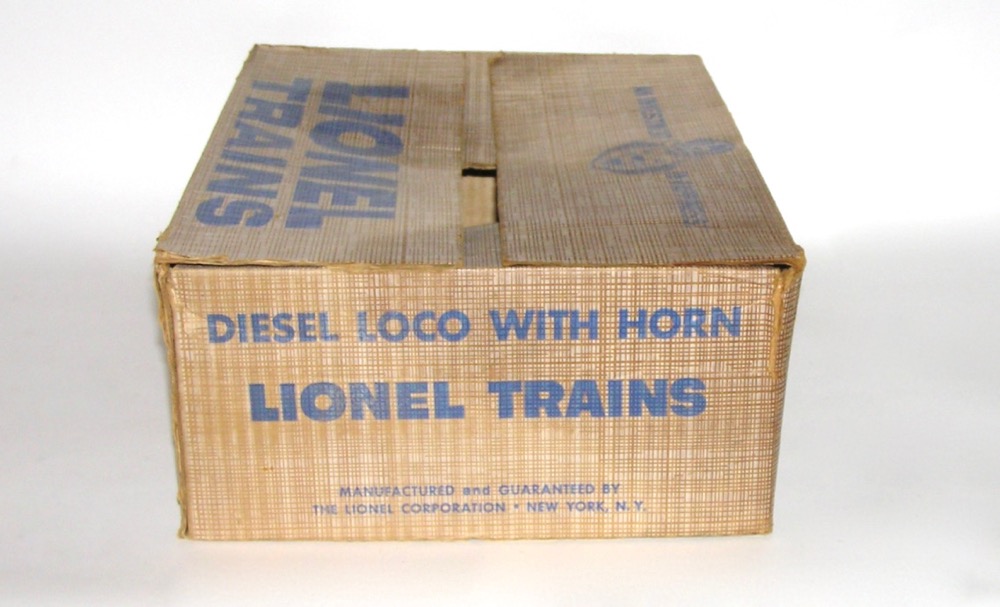 LIONEL
TRAINS
DIESEL LOCO WITH HORN
LIONEL TRAINS
MANUFACTURED and GUARANTEED BY
THE LIONEL CORPORATION • NEW YORK, N. Y.